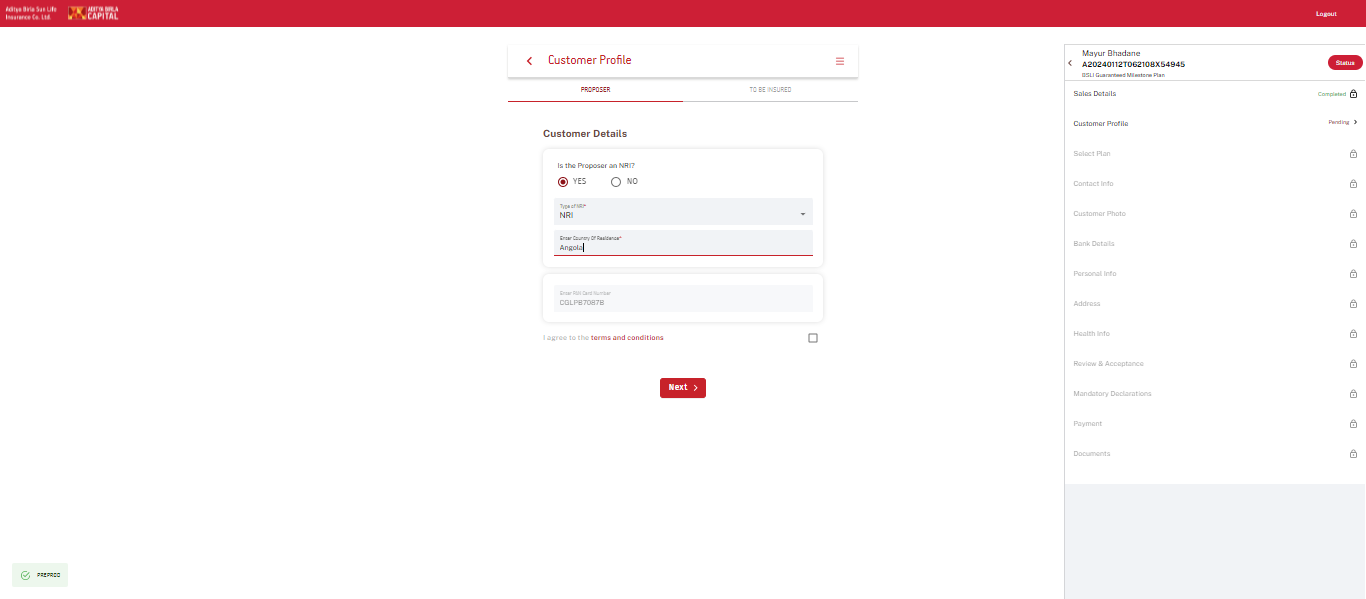 Aditya Birla Sun Life
Insurance Co. Ltd.
ADITYA BIRLA
CAPITAL
Logout
Customer Profile
PROPOSER
TO BE INSURED
Customer Details
Is the Proposer an NRI?
YES
NO
Type of NRI*
NRI
Enter Country Of Residence*
Angola
Enter PAN Card Number
CGLPB7087B
I agree to the terms and conditions
Next
PREPROD
Mayur Bhadane
A20240112T062108X54945
Status
BSLI Guaranteed Milestone Plan
Sales Details
Completed
Customer Profile
Pending
Select Plan
Contact Info
Customer Photo
Bank Details
Personal Info
Address
Health Info
Review & Acceptance
Mandatory Declarations
Payment
Documents